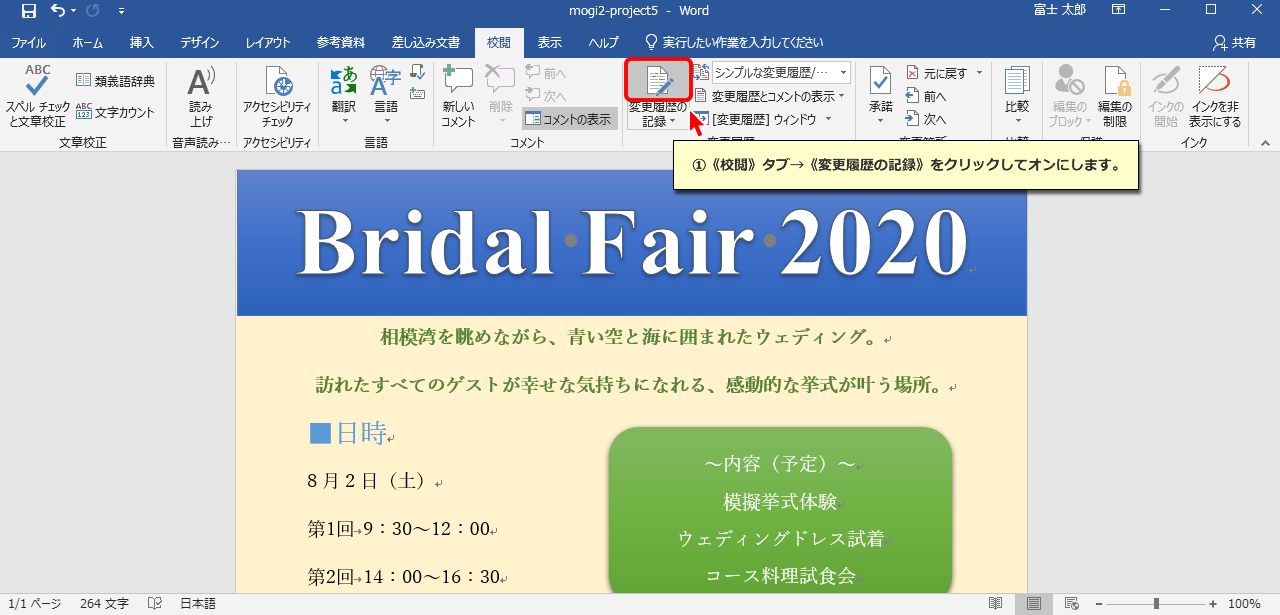 mogi2-project5 - Word
富士 太郎
ファイル ホーム 挿入 デザイン レイアウト 参考資料 差し込み文書 校閲 表示 ヘルプ 実行したい作業を入力してください 共有
ABC
スペル チェック
と文章校正
類義語辞典
ABC
123
文字カウント
文章校正
A
読み
上げ
音声読み…
アクセシビリティ
チェック
アクセシビリティ
あ
翻訳
A字
言語
言語
新しい
コメント
削除
前へ
次へ
コメントの表示
コメント
変更履歴の
記録
シンプルな変更履歴/…
変更履歴とコメントの表示
[変更履歴] ウィンドウ
承諾
元に戻す
前へ
次へ
比較
編集の
ブロック
編集の
制限
インクの
開始
インクを非
表示にする
インク
①《校閲》タブ→《変更履歴の記録》をクリックしてオンにします。
Bridal Fair 2020
相模湾を眺めながら、青い空と海に囲まれたウェディング。
訪れたすべてのゲストが幸せな気持ちになれる、感動的な挙式が叶う場所。
■日時
8月2日（土）
第1回→9：30～12：00
第2回→14：00～16：30
～内容（予定）～
模擬挙式体験
ウェディングドレス試着
コース料理試食会
1/1 ページ 264 文字 日本語 100%